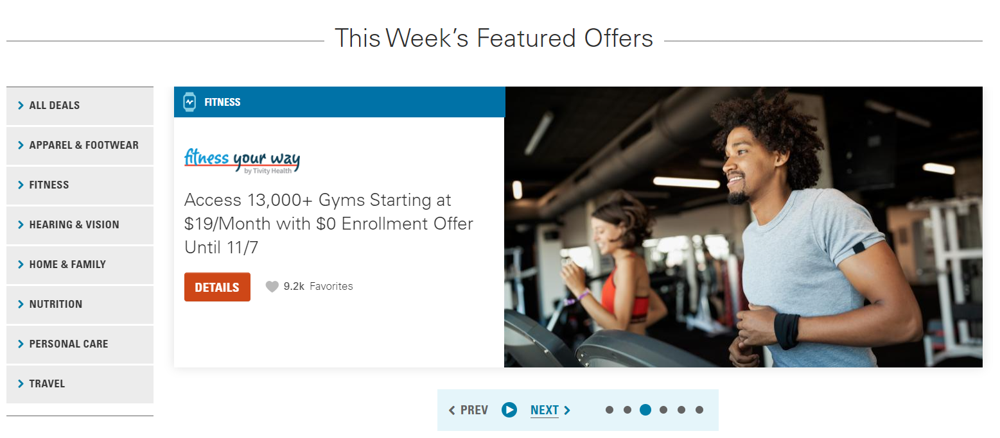 This Week's Featured Offers
ALL DEALS
APPAREL & FOOTWEAR
FITNESS
HEARING & VISION
HOME & FAMILY
NUTRITION
PERSONAL CARE
TRAVEL
FITNESS
fitness your way
by Tivity Health
Access 13,000+ Gyms Starting at
$19/Month with $0 Enrollment Offer
Until 11/7
DETAILS 9.2k Favorites
PREV NEXT